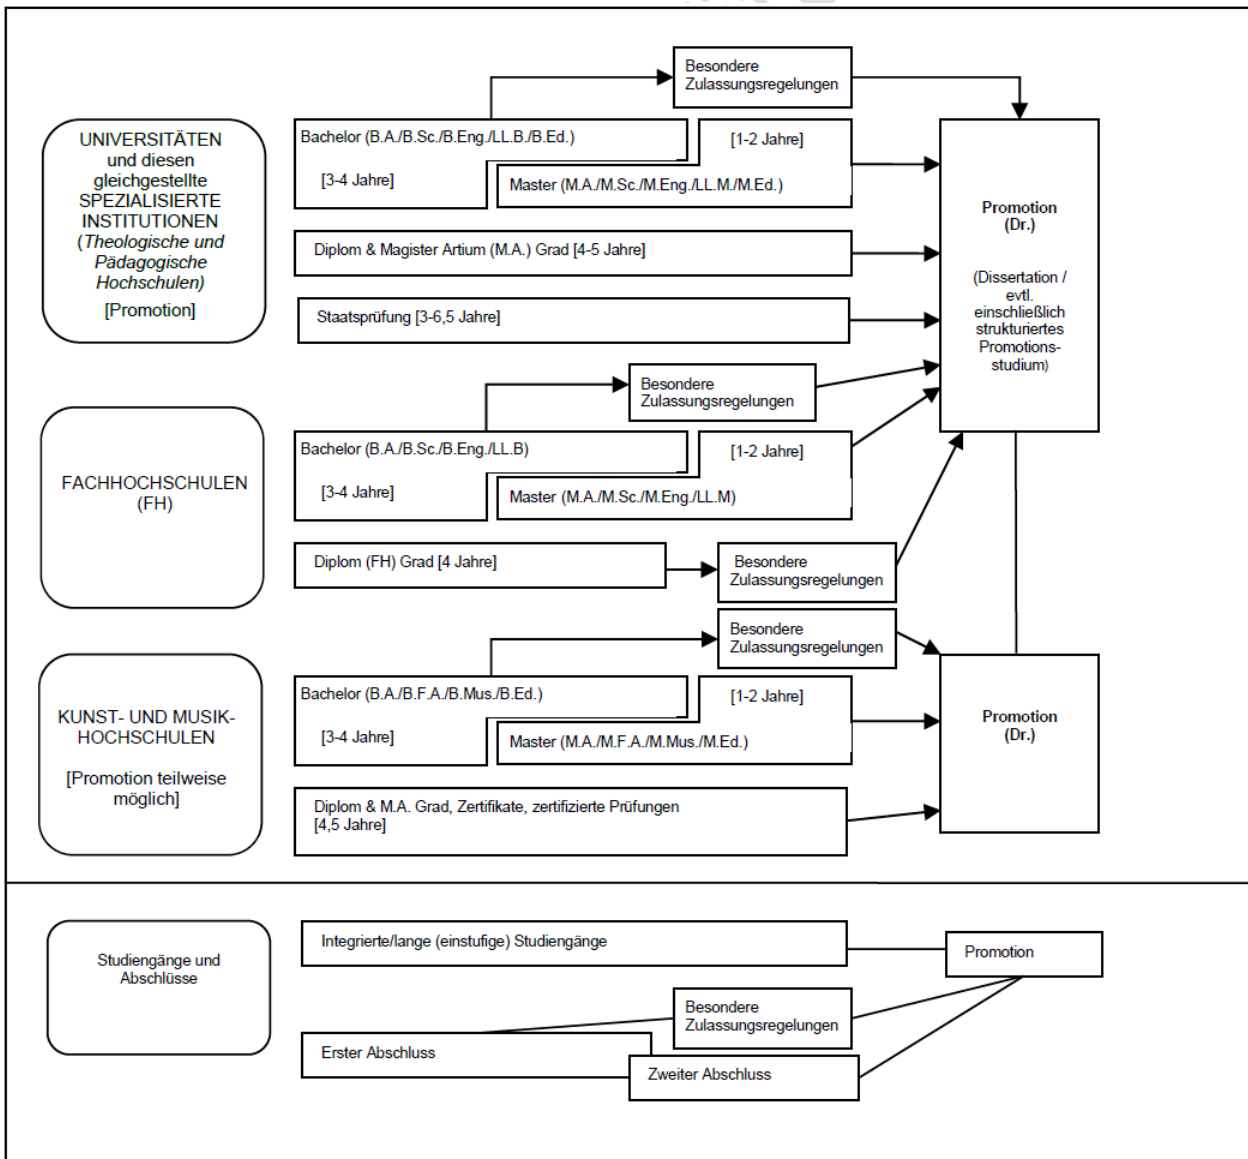 Besondere
Zulassungsregelungen
UNIVERSITÄTEN
und diesen
gleichgestellte
SPEZIALISIERTE
INSTITUTIONEN
(Theologische und
Pädagogische
Hochschulen)
[Promotion]
Bachelor (B.A./B.Sc./B.Eng./LL.B./B.Ed.)
[1-2 Jahre]
[3-4 Jahre]
Master (M.A./M.Sc./M.Eng./LL.M./M.Ed.)
Diplom & Magister Artium (M.A.) Grad [4-5 Jahre]
Staatsprüfung [3-6,5 Jahre]
Promotion
(Dr.)
(Dissertation /
evtl.
einschließlich
strukturiertes
Promotions-
studium)
Besondere
Zulassungsregelungen
FACHHOCHSCHULEN
(FH)
Bachelor (B.A./B.Sc./B.Eng./LL.B)
[1-2 Jahre]
[3-4 Jahre]
Master (M.A./M.Sc./M.Eng./LL.M)
Diplom (FH) Grad [4 Jahre]
Besondere
Zulassungsregelungen
Besondere
Zulassungsregelungen
KUNST- UND MUSIK-
HOCHSCHULEN
[Promotion teilweise
möglich]
Bachelor (B.A./B.F.A./B.Mus./B.Ed.)
[1-2 Jahre]
[3-4 Jahre]
Master (M.A./M.F.A./M.Mus./M.Ed.)
Diplom & M.A. Grad, Zertifikate, zertifizierte Prüfungen
[4,5 Jahre]
Promotion
(Dr.)
Studiengänge und
Abschlüsse
Integrierte/lange (einstufige) Studiengänge
Promotion
Besondere
Zulassungsregelungen
Erster Abschluss
Zweiter Abschluss